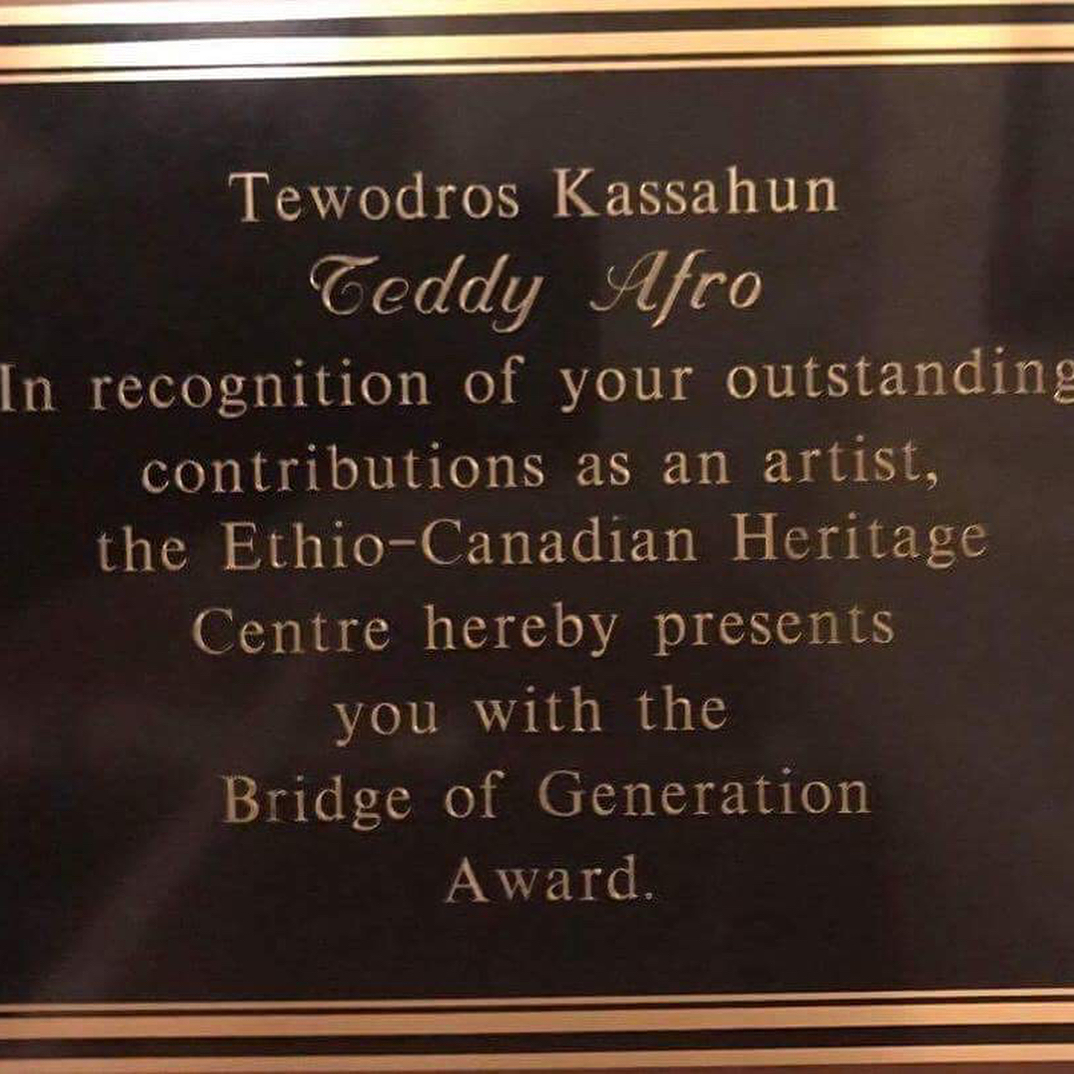 Tewodros Kassahun
Teddy Afro
In recognition of your outstanding
contributions as an artist,
the Ethio-Canadian Heritage
Centre hereby presents
you with the
Bridge of Generation
Award.